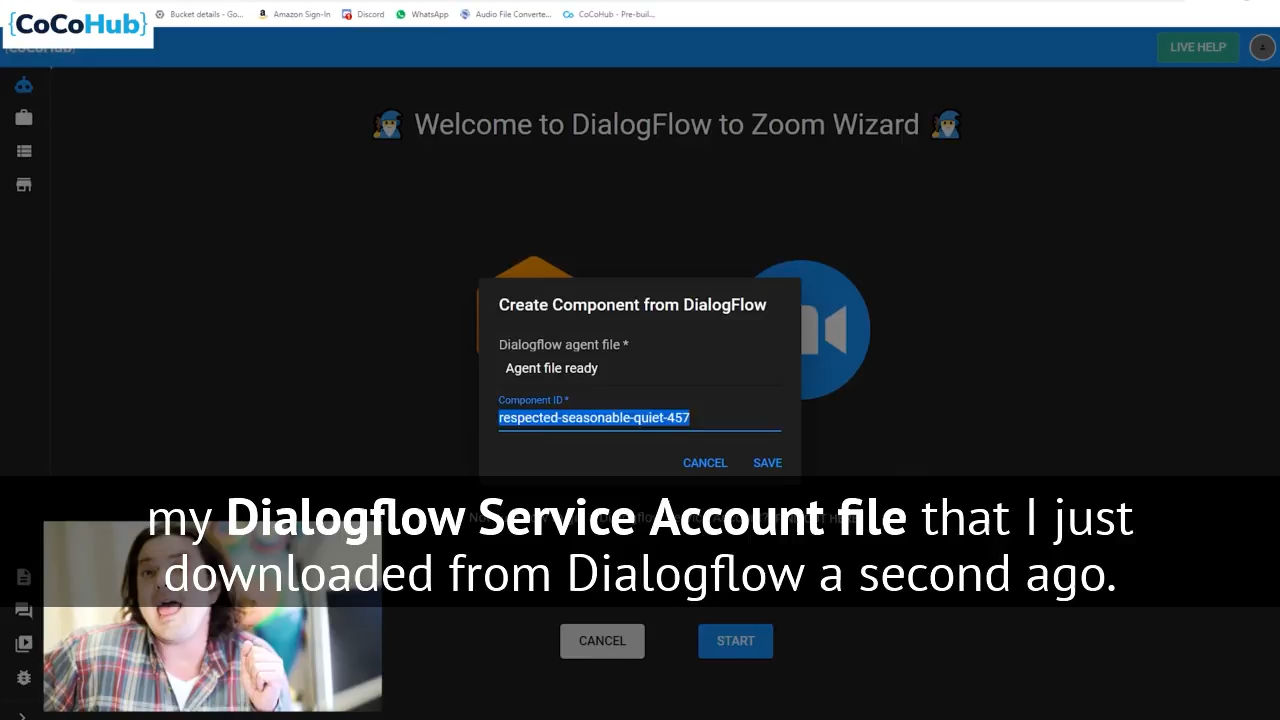 {CoCoHub}
Bucket details - Go...
Amazon Sign-In
Discord
WhatsApp
Audio File Converte...
CoCoHub - Pre-buil...
LIVE HELP
Welcome to DialogFlow to Zoom Wizard
Create Component from DialogFlow
Dialogflow agent file *
Agent file ready
Component ID *
respected-seasonable-quiet-457
CANCEL
SAVE
my Dialogflow Service Account file that I just
downloaded from Dialogflow a second ago.
CANCEL
START